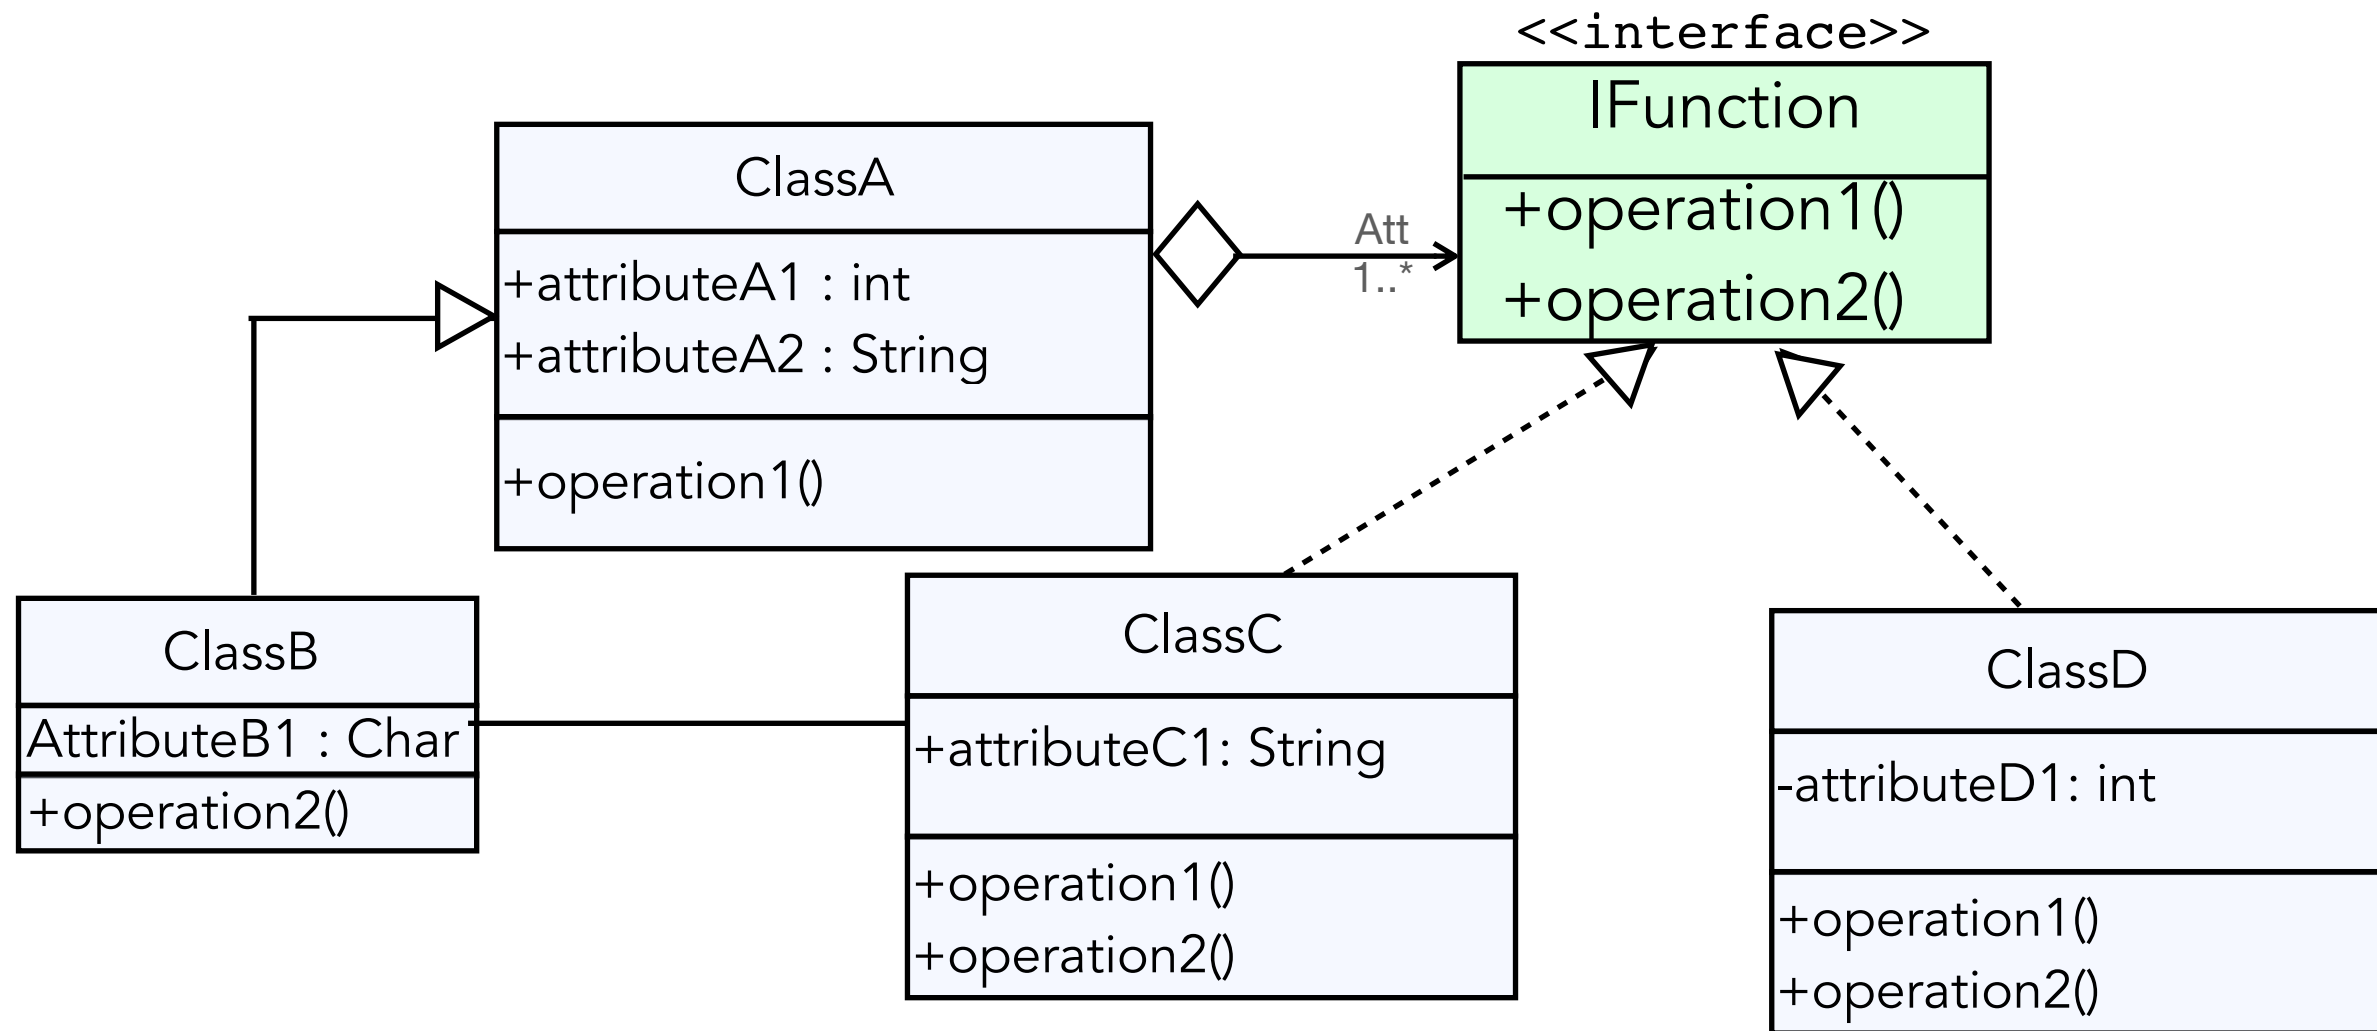 <<interface>>
IFunction
+operation1()
+operation2()
ClassA
+attributeA1 : int
+attributeA2 : String
+operation1()
Att
1..*
ClassB
AttributeB1 : Char
+operation2()
ClassC
+attributeC1: String
+operation1()
+operation2()
ClassD
-attributeD1: int
+operation1()
+operation2()